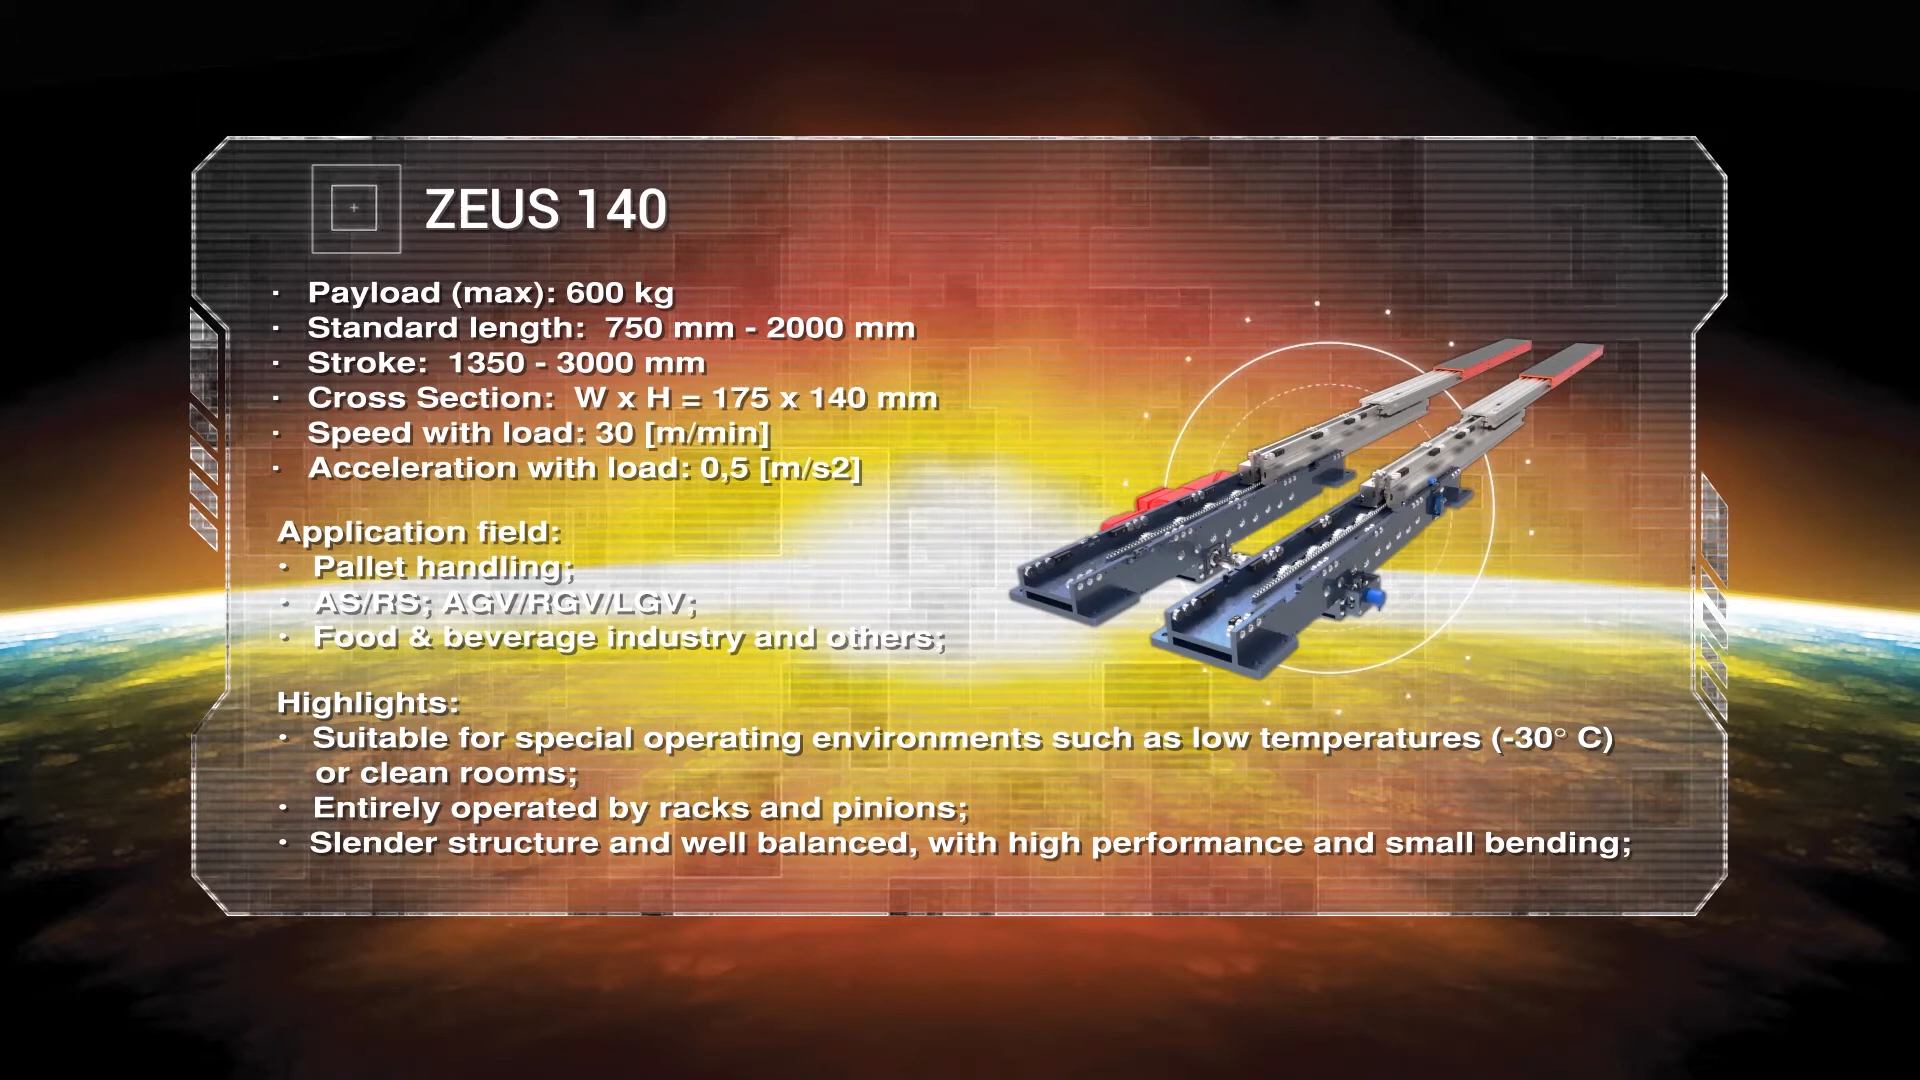 ZEUS 140
· Payload (max): 600 kg
· Standard length: 750 mm - 2000 mm
· Stroke: 1350 - 3000 mm
· Cross Section: W x H = 175 x 140 mm
· Speed with load: 30 [m/min]
· Acceleration with load: 0,5 [m/s2]
Application field:
· Pallet handling;
· AS/RS; AGV/RGV/LGV;
· Food & beverage industry and others;
Highlights:
· Suitable for special operating environments such as low temperatures (-30° C)
or clean rooms;
· Entirely operated by racks and pinions;
· Slender structure and well balanced, with high performance and small bending;